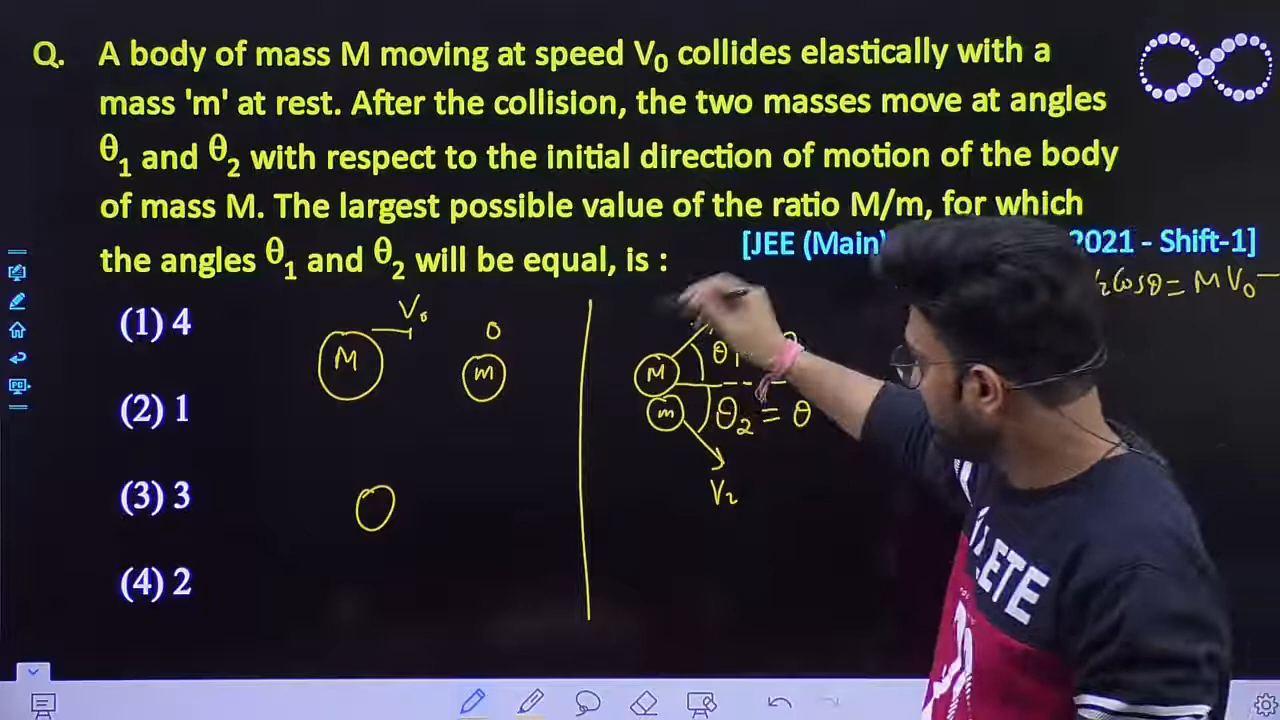 Q. A body of mass M moving at speed V₀ collides elastically with a
mass 'm' at rest. After the collision, the two masses move at angles
θ₁ and θ₂ with respect to the initial direction of motion of the body
of mass M. The largest possible value of the ratio M/m, for which
the angles θ₁ and θ₂ will be equal, is :
[JEE (Main) 2021 - Shift-1]
cosθ = MV₀
(1) 4
(2) 1
(3) 3
(4) 2
V₀
M
0
m
M
θ₁
m
θ₂ = θ
V₂
PC
LETE